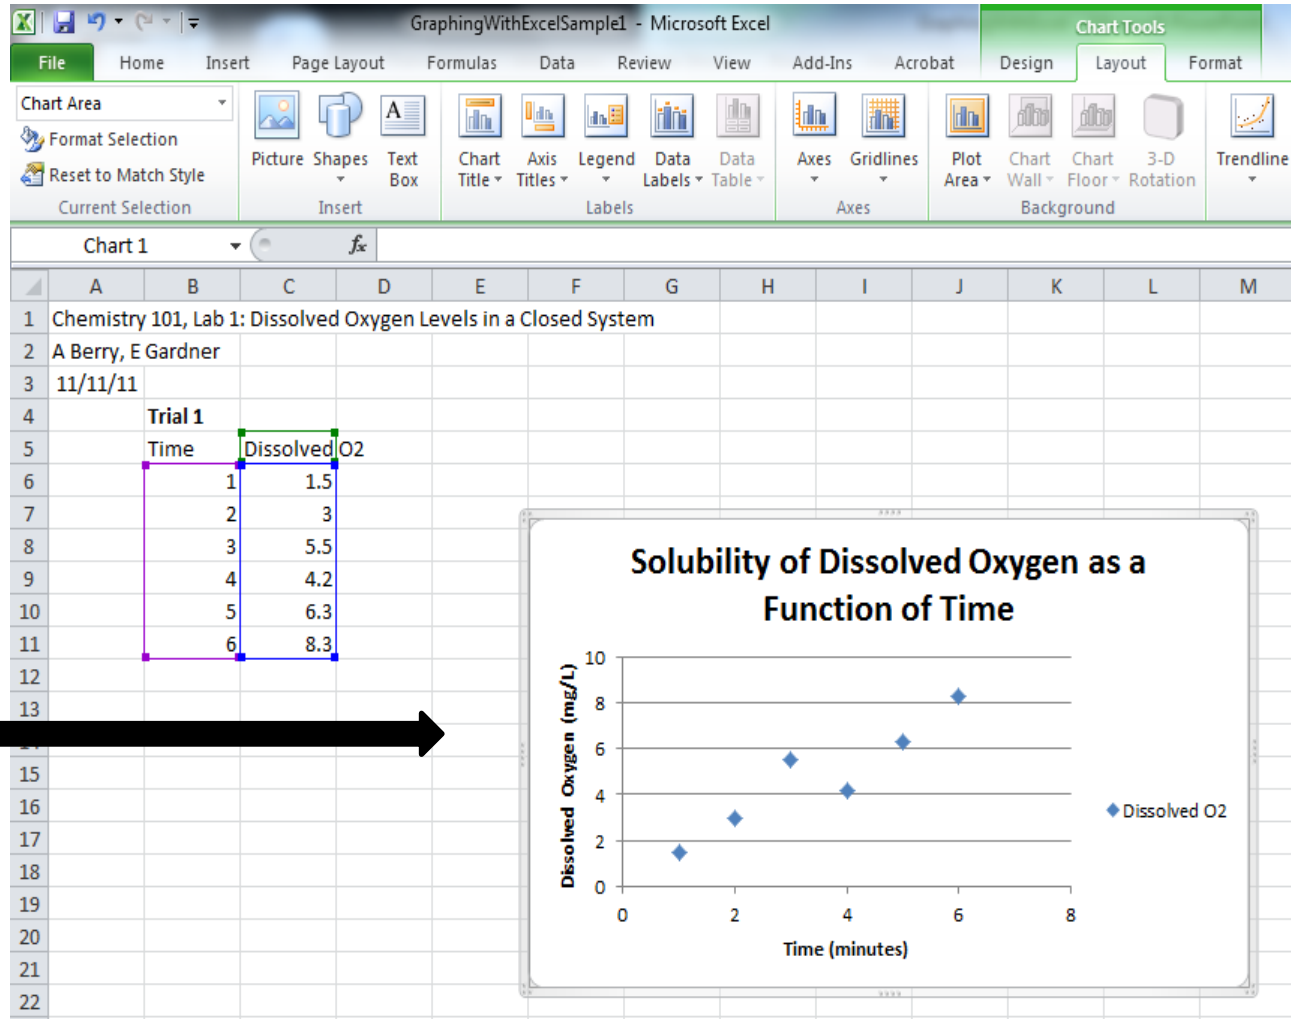 GraphingWithExcelSample1 - Microsoft Excel
Chart Tools
File Home Insert Page Layout Formulas Data Review View Add-Ins Acrobat Design Layout Format
Chart Area
Format Selection
Reset to Match Style
Current Selection
Picture Shapes Text Box
Insert
Chart Title Axis Titles Legend Data Labels Data Table
Labels
Axes Gridlines
Axes
Plot Area Chart Wall Chart Floor 3-D Rotation
Background
Trendline
Chart 1 fx
A B C D E F G H I J K L M
1 Chemistry 101, Lab 1: Dissolved Oxygen Levels in a Closed System
2 A Berry, E Gardner
3 11/11/11
4 Trial 1
5 Time Dissolved O2
6 1 1.5
7 2 3
8 3 5.5
9 4 4.2
10 5 6.3
11 6 8.3
12
13
15
16
17
18
19
20
21
22
Solubility of Dissolved Oxygen as a
Function of Time
Dissolved Oxygen (mg/L)
10
8
6
4
2
0
0 2 4 6 8
Time (minutes)
Dissolved O2